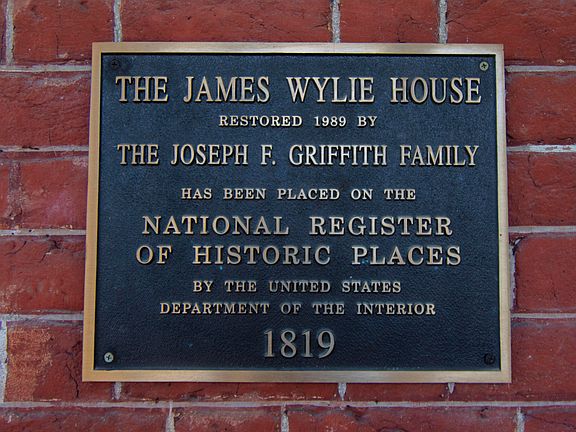 THE JAMES WYLIE HOUSE
RESTORED 1989 BY
THE JOSEPH F. GRIFFITH FAMILY
HAS BEEN PLACED ON THE
NATIONAL REGISTER
OF HISTORIC PLACES
BY THE UNITED STATES
DEPARTMENT OF THE INTERIOR
1819